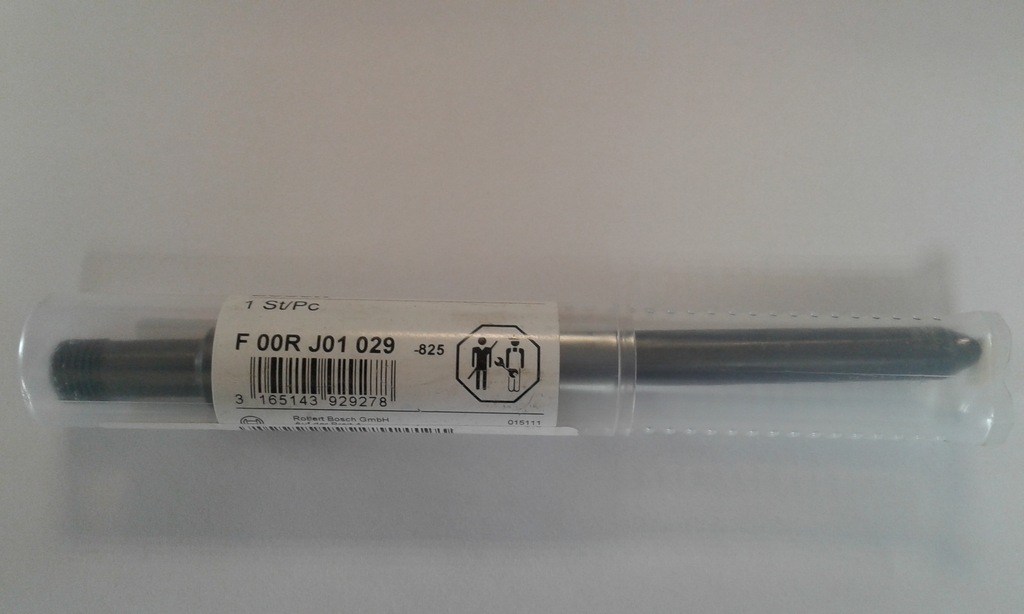 1 St/Pc
F 00R J01 029 -825
3 165143 929278
Robert Bosch GmbH
015111